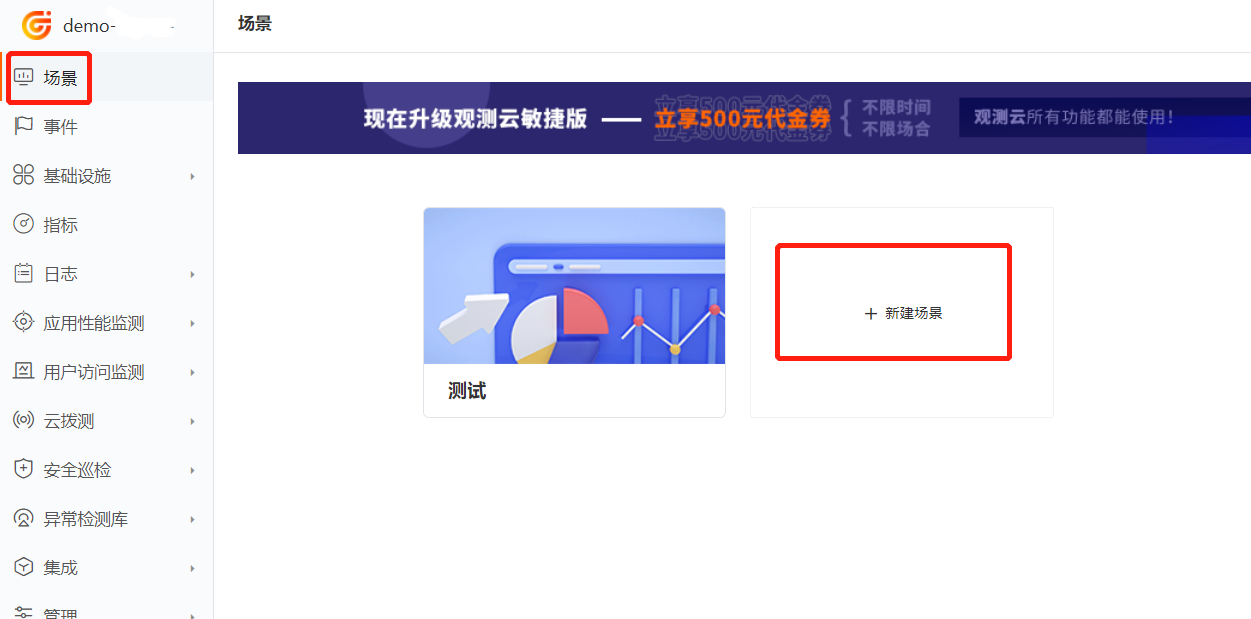 demo-
场景
事件
基础设施
指标
日志
应用性能监测
用户访问监测
云拨测
安全巡检
异常检测库
集成
管理
场景
现在升级观测云敏捷版 —— 立享500元代金券 { 不限时间
不限场合
观测云所有功能都能使用!
测试
+ 新建场景